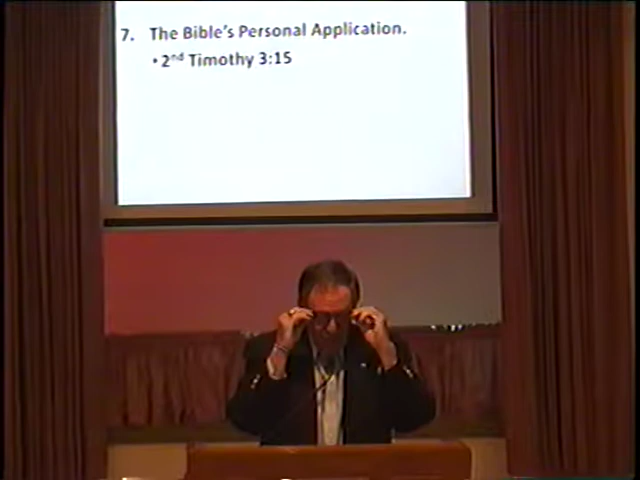 7. The Bible's Personal Application.
• 2nd Timothy 3:15